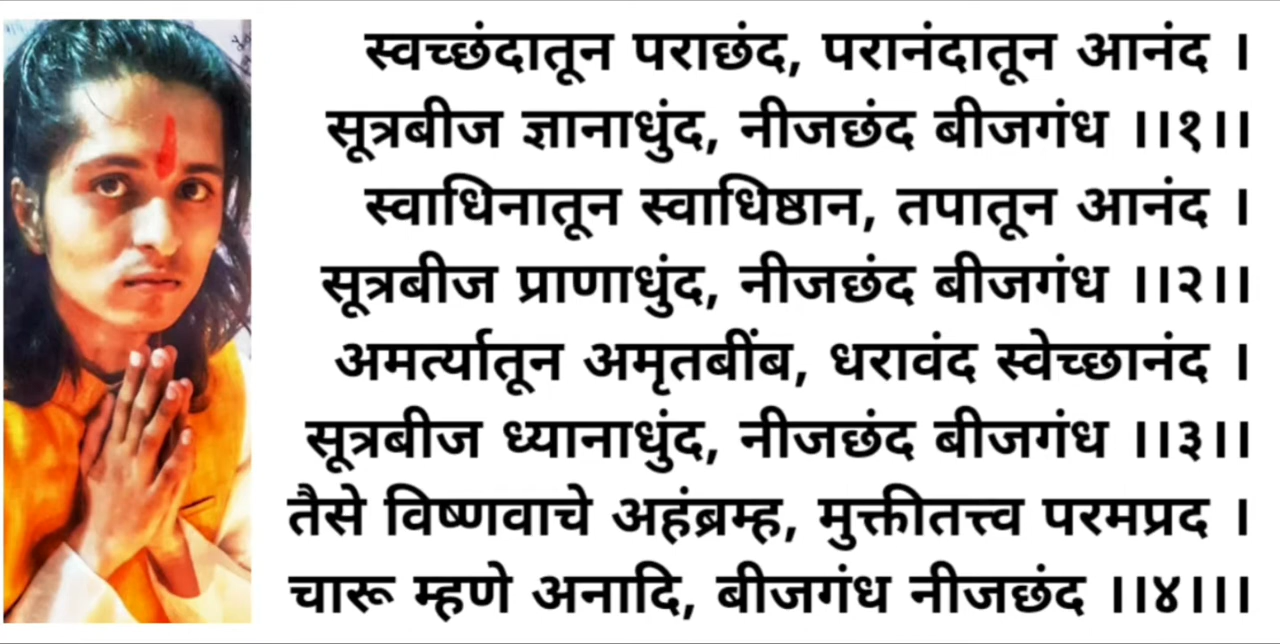 स्वच्छंदातून पराछंद, परानंदातून आनंद ।
सूत्रबीज ज्ञानाधुंद, नीजछंद बीजगंध ।।१।।
स्वाधिनातून स्वाधिष्ठान, तपातून आनंद ।
सूत्रबीज प्राणाधुंद, नीजछंद बीजगंध ।।२।।
अमर्त्यातून अमृतबींब, धरावंद स्वेच्छानंद ।
सूत्रबीज ध्यानाधुंद, नीजछंद बीजगंध ।।३।।
तैसे विष्णवाचे अहंब्रम्ह, मुक्तीतत्त्व परमप्रद ।
चारू म्हणे अनादि, बीजगंध नीजछंद ।।४।।।